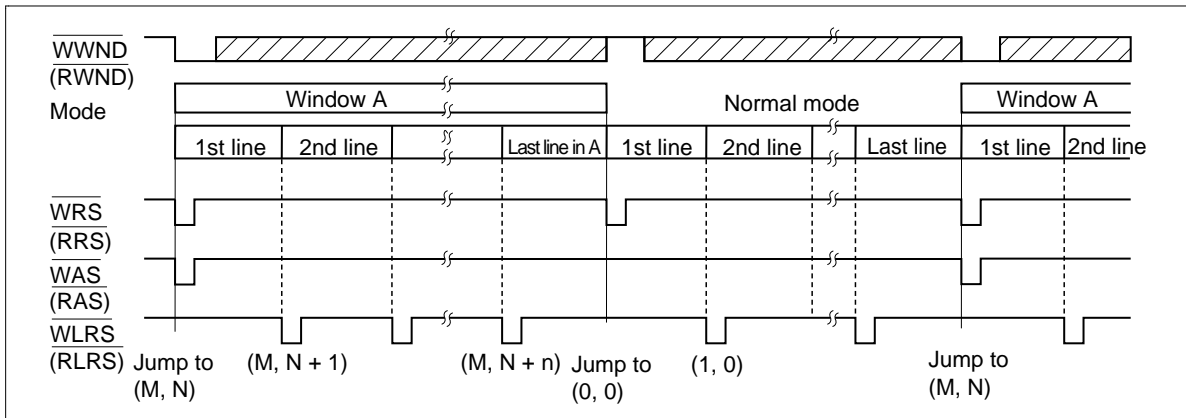 WWND
(RWND)
Mode
Window A
Normal mode
Window A
1st line
2nd line
Last line in A
1st line
2nd line
Last line
1st line
2nd line
WRS
(RRS)
WAS
(RAS)
WLRS
(RLRS)
Jump to
(M, N)
(M, N + 1)
(M, N + n)
Jump to
(0, 0)
(1, 0)
Jump to
(M, N)